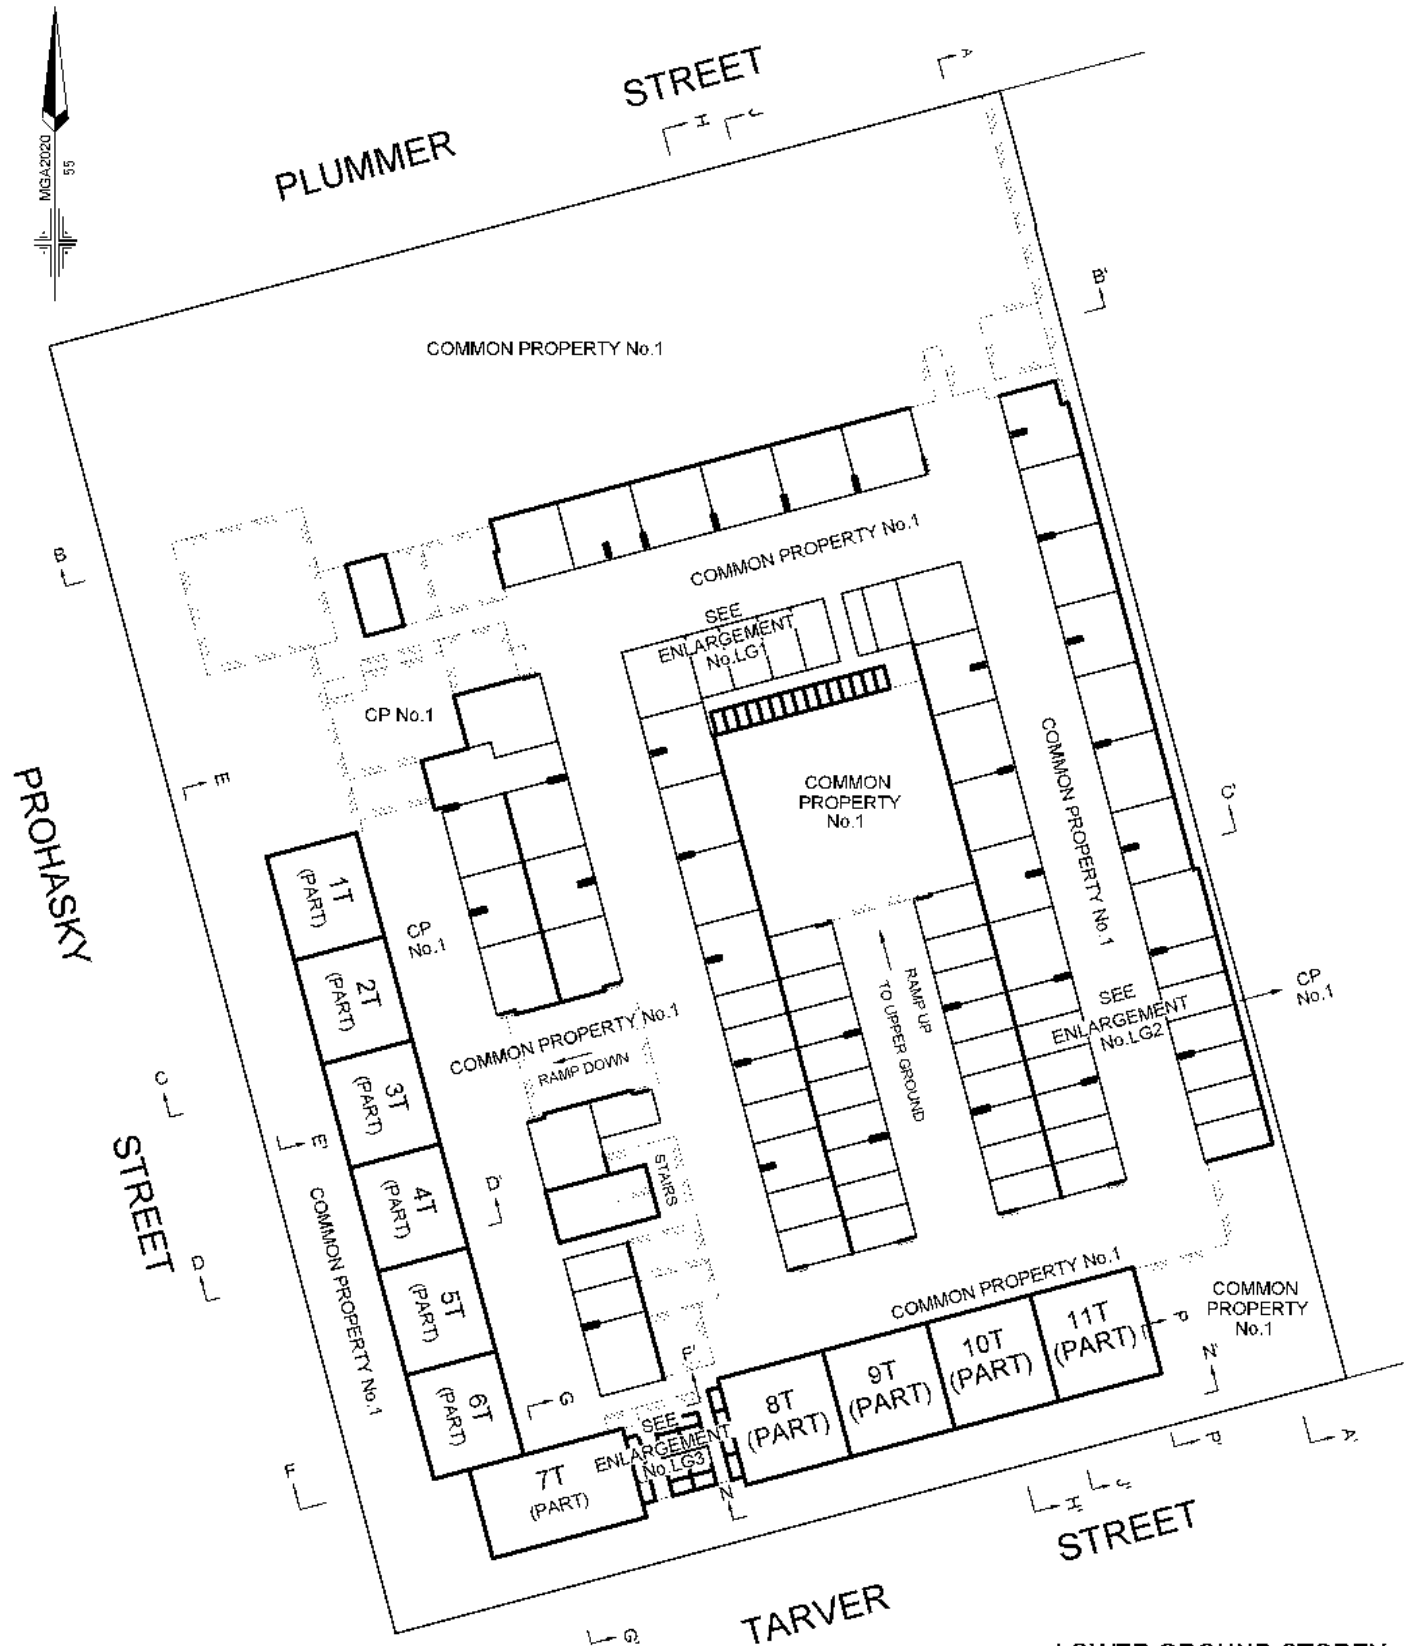 MGA2020
55
PLUMMER STREET
A
H
J
B'
COMMON PROPERTY No.1
B
COMMON PROPERTY No.1
SEE
ENLARGEMENT
No.LG1
CP No.1
E
COMMON
PROPERTY
No.1
COMMON PROPERTY No.1
C'
PROHASKY STREET
1T
(PART)
CP
No.1
2T
(PART)
RAMP UP
TO UPPER GROUND
SEE
ENLARGEMENT
No.LG2
CP
No.1
COMMON PROPERTY No.1
RAMP DOWN
3T
(PART)
C
E'
STAIRS
4T
(PART)
D'
COMMON PROPERTY No.1
D
5T
(PART)
COMMON PROPERTY No.1
COMMON
PROPERTY
No.1
11T
(PART)
P
10T
(PART)
N'
9T
(PART)
F'
6T
(PART)
G
8T
(PART)
SEE
ENLARGEMENT
No.LG3
7T
(PART)
F
N
A'
P'
J'
H'
TARVER STREET
G'